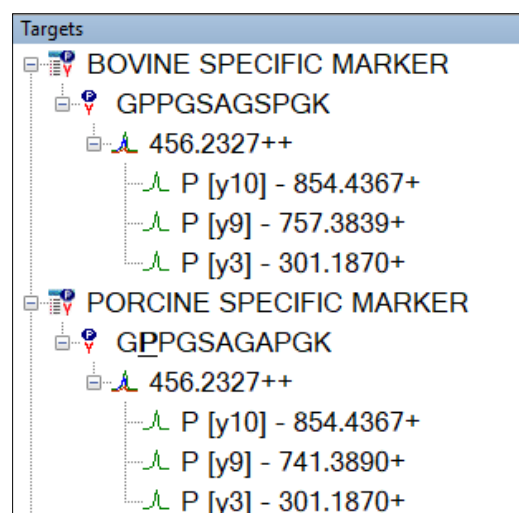 Targets
BOVINE SPECIFIC MARKER
GPPGSAGSPGK
456.2327++
P [y10] - 854.4367+
P [y9] - 757.3839+
P [y3] - 301.1870+
PORCINE SPECIFIC MARKER
GPPGSAGAPGK
456.2327++
P [y10] - 854.4367+
P [y9] - 741.3890+
P [y3] - 301.1870+